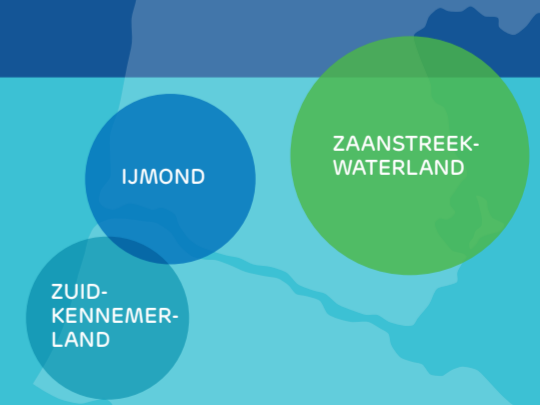 ZAANSTREEK-
WATERLAND
IJMOND
ZUID-
KENNEMER-
LAND